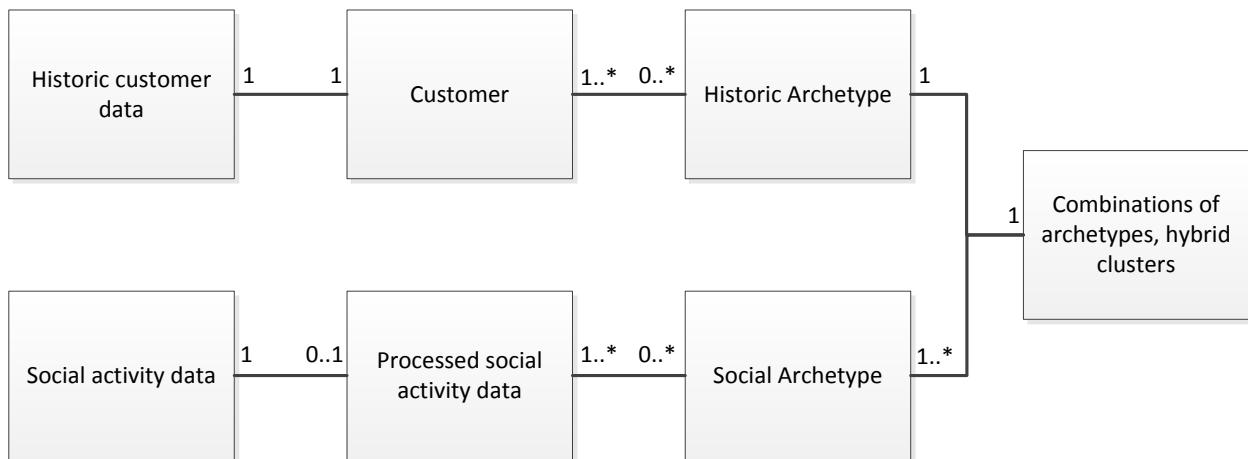 Historic customer
data
1
1
Customer
1..*
0..*
Historic Archetype
1
1
Combinations of
archetypes, hybrid
clusters
Social activity data
1
0..1
Processed social
activity data
1..*
0..*
Social Archetype
1..*